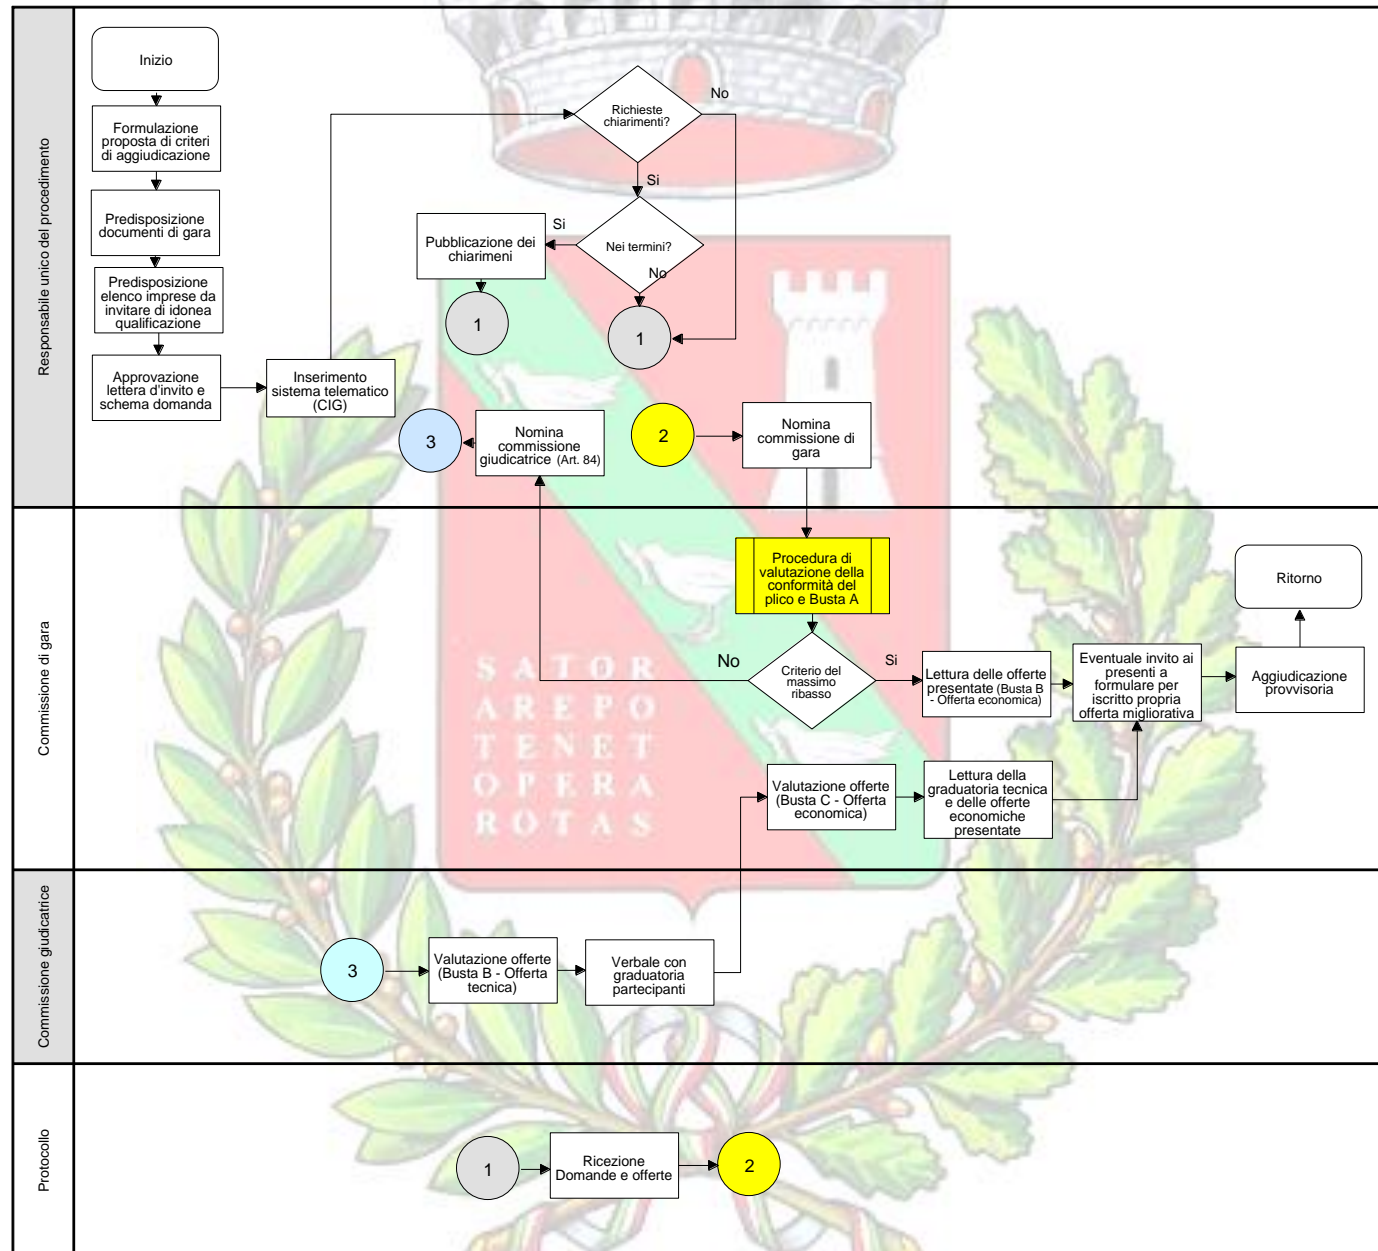 Responsabile unico del procedimento
Inizio
Formulazione
proposta di criteri
di aggiudicazione
Predisposizione
documenti di gara
Predisposizione
elenco imprese da
invitare di idonea
qualificazione
Approvazione
lettera d'invito e
schema domanda
Inserimento
sistema telematico
(CIG)
Richieste
chiarimenti?
No
Si
Nei termini?
Si
No
Pubblicazione dei
chiarimeni
1
1
3
Nomina
commissione
giudicatrice (Art. 84)
2
Nomina
commissione di
gara
Commissione di gara
Procedura di
valutazione della
conformità del
plico e Busta A
Criterio del
massimo
ribasso
No
Si
Lettura delle offerte
presentate (Busta B
- Offerta economica)
Eventuale invito ai
presenti a
formulare per
iscritto propria
offerta migliorativa
Aggiudicazione
provvisoria
Ritorno
Valutazione offerte
(Busta C - Offerta
economica)
Lettura della
graduatoria tecnica
e delle offerte
economiche
presentate
SATOR
AREPO
TENET
OPERA
ROTAS
Commissione giudicatrice
3
Valutazione offerte
(Busta B - Offerta
tecnica)
Verbale con
graduatoria
partecipanti
Protocollo
1
Ricezione
Domande e offerte
2